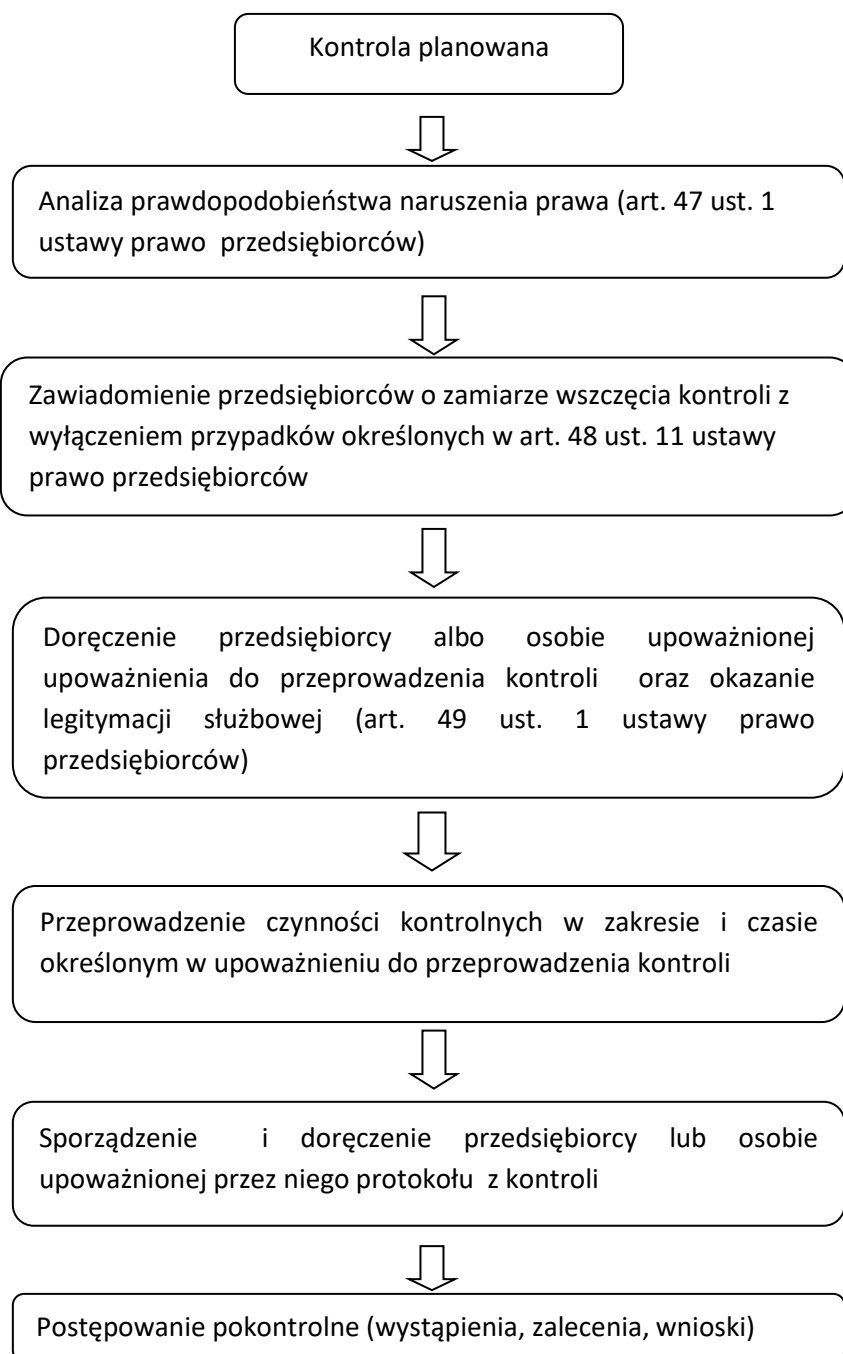 Kontrola planowana
Analiza prawdopodobieństwa naruszenia prawa (art. 47 ust. 1
ustawy prawo przedsiębiorców)
Zawiadomienie przedsiębiorców o zamiarze wszczęcia kontroli z
wyłączeniem przypadków określonych w art. 48 ust. 11 ustawy
prawo przedsiębiorców
Doręczenie przedsiębiorcy albo osobie upoważnionej
upoważnienia do przeprowadzenia kontroli oraz okazanie
legitymacji służbowej (art. 49 ust. 1 ustawy prawo
przedsiębiorców)
Przeprowadzenie czynności kontrolnych w zakresie i czasie
określonym w upoważnieniu do przeprowadzenia kontroli
Sporządzenie i doręczenie przedsiębiorcy lub osobie
upoważnionej przez niego protokołu z kontroli
Postępowanie pokontrolne (wystąpienia, zalecenia, wnioski)